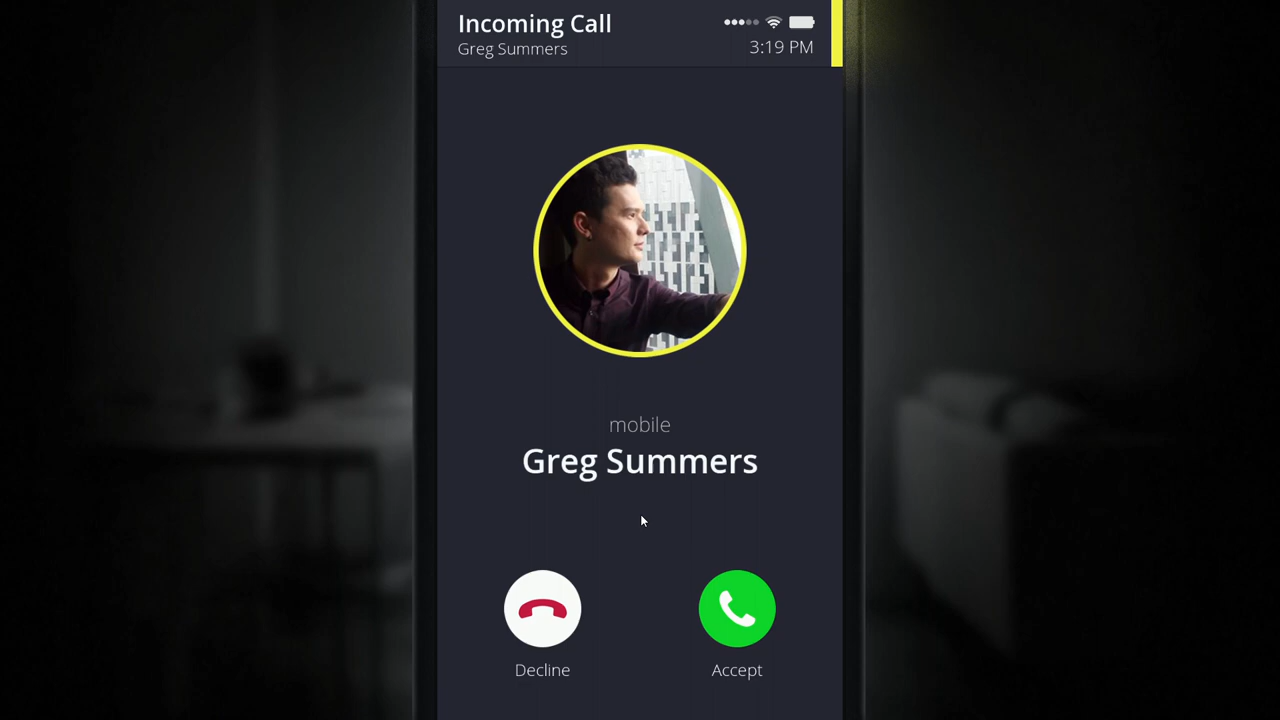 Incoming Call
Greg Summers
3:19 PM
mobile
Greg Summers
Decline
Accept